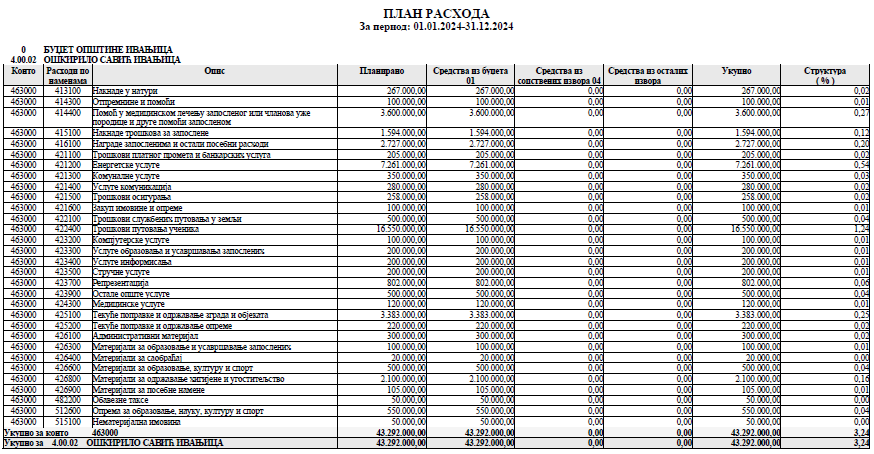 ПЛАН РАСХОДА
За период: 01.01.2024-31.12.2024
0 БУЏЕТ ОПШТИНЕ ИВАЊИЦА
4.00.02 ОШКИРИЛО САВИЋ ИВАЊИЦА
Конто Расходи по наменама Опис Планирано Средства из буџета 01 Средства из сопствених извора 04 Средства из осталих извора Укупно Структура ( % )
463000 413100 Накнаде у натури 267.000,00 267.000,00 0,00 0,00 267.000,00 0,02
463000 414300 Отпремнине и помоћи 100.000,00 100.000,00 0,00 0,00 100.000,00 0,01
463000 414400 Помоћ у медицинском лечењу запосленог или чланова уже 3.600.000,00 3.600.000,00 0,00 0,00 3.600.000,00 0,27
породице и друге помоћи запосленом
463000 415100 Накнаде трошкова за запослене 1.594.000,00 1.594.000,00 0,00 0,00 1.594.000,00 0,12
463000 416100 Награде запосленима и остали посебни расходи 2.727.000,00 2.727.000,00 0,00 0,00 2.727.000,00 0,20
463000 421100 Трошкови платног промета и банкарских услуга 205.000,00 205.000,00 0,00 0,00 205.000,00 0,02
463000 421200 Енергетске услуге 7.261.000,00 7.261.000,00 0,00 0,00 7.261.000,00 0,54
463000 421300 Комуналне услуге 350.000,00 350.000,00 0,00 0,00 350.000,00 0,03
463000 421400 Услуге комуникација 280.000,00 280.000,00 0,00 0,00 280.000,00 0,02
463000 421500 Трошкови осигурања 258.000,00 258.000,00 0,00 0,00 258.000,00 0,02
463000 421600 Закуп имовине и опреме 100.000,00 100.000,00 0,00 0,00 100.000,00 0,01
463000 422100 Трошкови службених путовања у земљи 500.000,00 500.000,00 0,00 0,00 500.000,00 0,04
463000 422400 Трошкови путовања ученика 16.550.000,00 16.550.000,00 0,00 0,00 16.550.000,00 1,24
463000 423200 Компјутерске услуге 100.000,00 100.000,00 0,00 0,00 100.000,00 0,01
463000 423300 Услуге образовања и усавршавања запослених 200.000,00 200.000,00 0,00 0,00 200.000,00 0,01
463000 423400 Услуге информисања 200.000,00 200.000,00 0,00 0,00 200.000,00 0,01
463000 423500 Стручне услуге 200.000,00 200.000,00 0,00 0,00 200.000,00 0,01
463000 423700 Репрезентација 802.000,00 802.000,00 0,00 0,00 802.000,00 0,06
463000 423900 Остале опште услуге 500.000,00 500.000,00 0,00 0,00 500.000,00 0,04
463000 424300 Медицинске услуге 120.000,00 120.000,00 0,00 0,00 120.000,00 0,01
463000 425100 Текуће поправке и одржавање зграда и објеката 3.383.000,00 3.383.000,00 0,00 0,00 3.383.000,00 0,25
463000 425200 Текуће поправке и одржавање опреме 220.000,00 220.000,00 0,00 0,00 220.000,00 0,02
463000 426100 Административни материјал 300.000,00 300.000,00 0,00 0,00 300.000,00 0,02
463000 426300 Материјали за образовање и усавршавање запослених 100.000,00 100.000,00 0,00 0,00 100.000,00 0,01
463000 426400 Материјали за саобраћај 20.000,00 20.000,00 0,00 0,00 20.000,00 0,00
463000 426600 Материјали за образовање, културу и спорт 500.000,00 500.000,00 0,00 0,00 500.000,00 0,04
463000 426800 Материјали за одржавање хигијене и угоститељство 2.100.000,00 2.100.000,00 0,00 0,00 2.100.000,00 0,16
463000 426900 Материјали за посебне намене 105.000,00 105.000,00 0,00 0,00 105.000,00 0,01
463000 482200 Обавезне таксе 50.000,00 50.000,00 0,00 0,00 50.000,00 0,00
463000 512600 Опрема за образовање, науку, културу и спорт 550.000,00 550.000,00 0,00 0,00 550.000,00 0,04
463000 515100 Нематеријална имовина 50.000,00 50.000,00 0,00 0,00 50.000,00 0,00
Укупно за конто 463000 43.292.000,00 43.292.000,00 0,00 0,00 43.292.000,00 3,24
Укупно за 4.00.02 ОШКИРИЛО САВИЋ ИВАЊИЦА 43.292.000,00 43.292.000,00 0,00 0,00 43.292.000,00 3,24